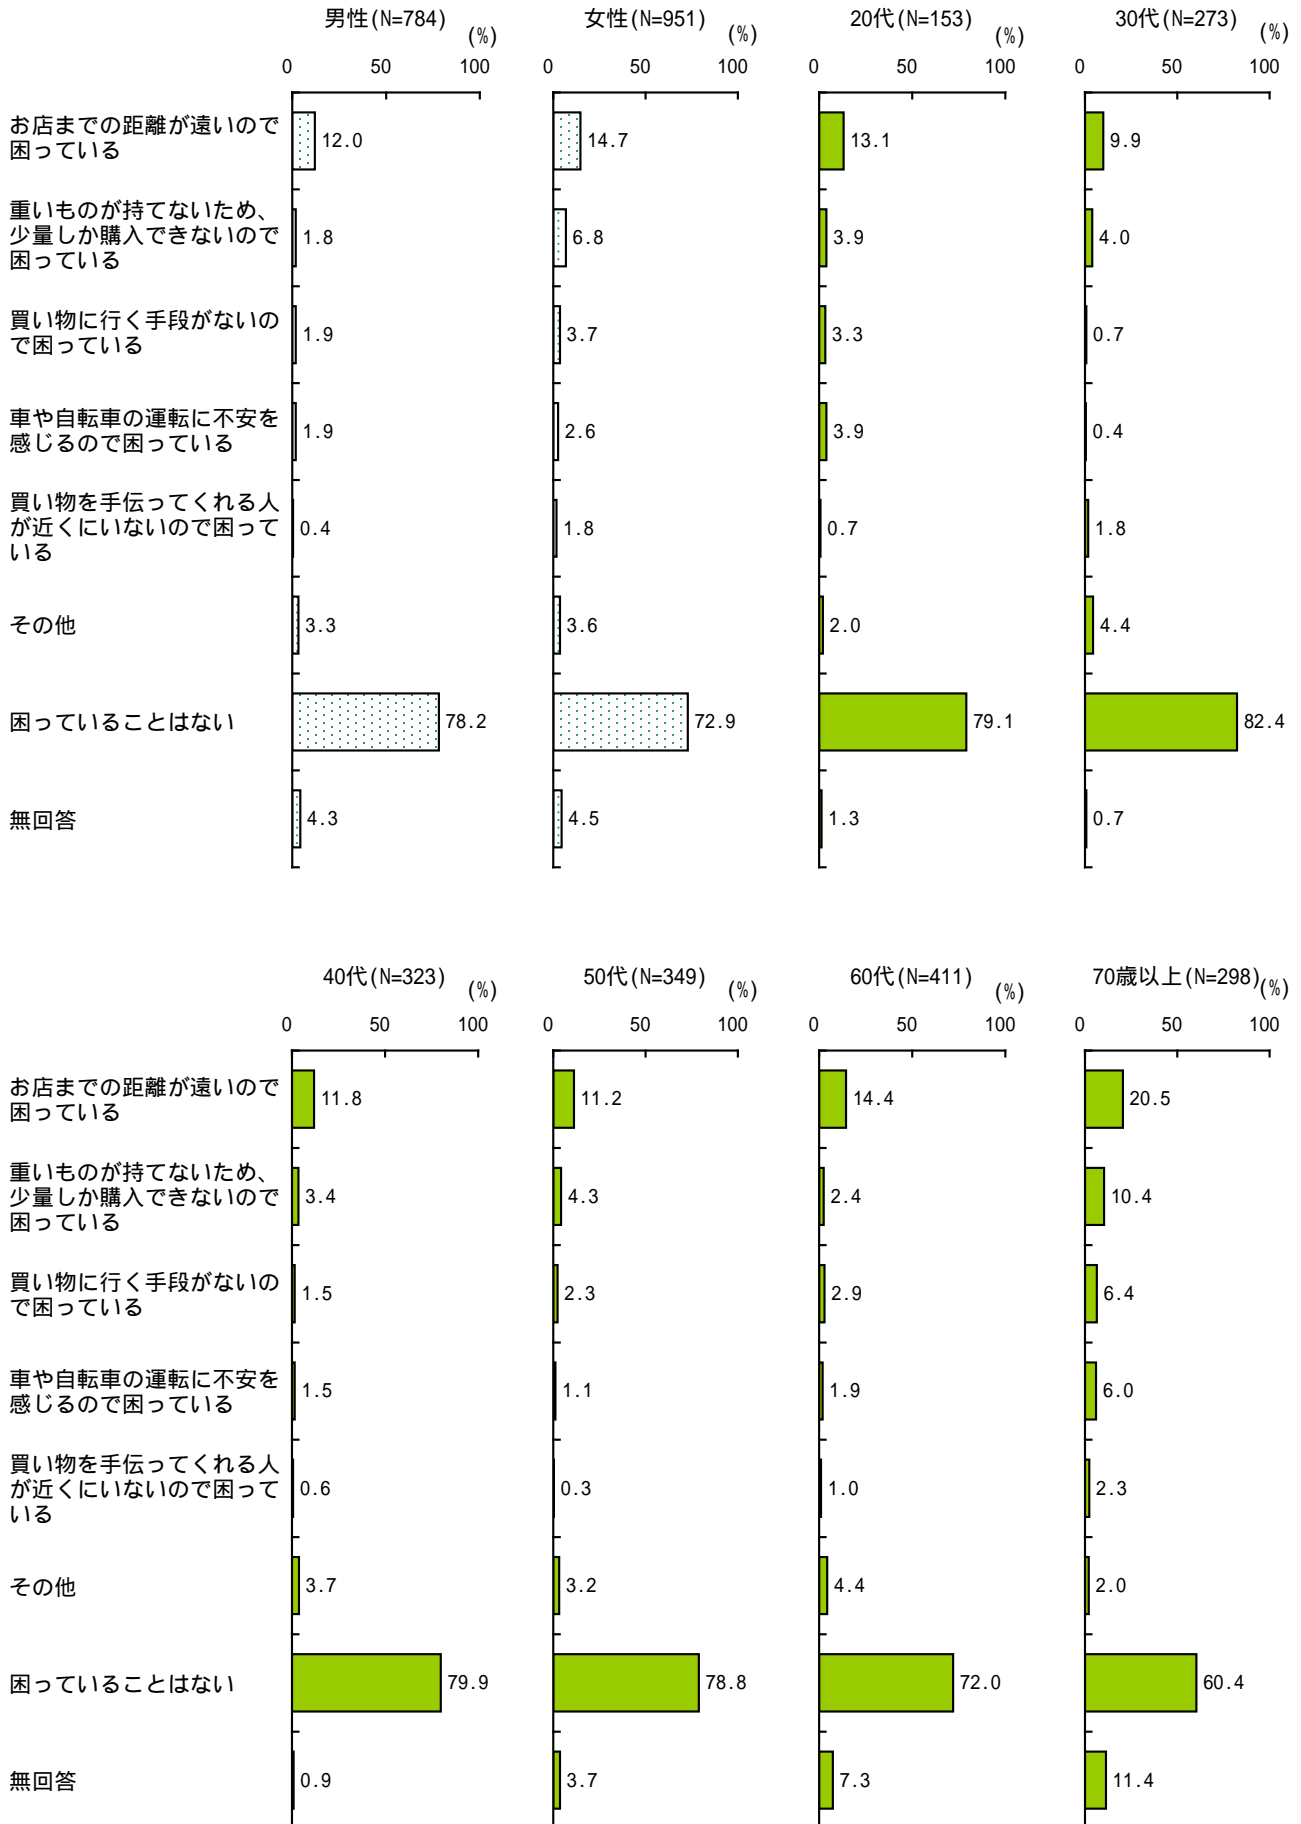 男性(N=784)
(%)
女性(N=951)
(%)
20代(N=153)
(%)
30代(N=273)
(%)
0 50 100
0 50 100
0 50 100
0 50 100
お店までの距離が遠いので
困っている
12.0
14.7
13.1
9.9
重いものが持てないため、
少量しか購入できないので
困っている
1.8
6.8
3.9
4.0
買い物に行く手段がないの
で困っている
1.9
3.7
3.3
0.7
車や自転車の運転に不安を
感じるので困っている
1.9
2.6
3.9
0.4
買い物を手伝ってくれる人
が近くにいないので困って
いる
0.4
1.8
0.7
1.8
その他
3.3
3.6
2.0
4.4
困っていることはない
78.2
72.9
79.1
82.4
無回答
4.3
4.5
1.3
0.7
40代(N=323)
(%)
50代(N=349)
(%)
60代(N=411)
(%)
70歳以上(N=298)
(%)
0 50 100
0 50 100
0 50 100
0 50 100
お店までの距離が遠いので
困っている
11.8
11.2
14.4
20.5
重いものが持てないため、
少量しか購入できないので
困っている
3.4
4.3
2.4
10.4
買い物に行く手段がないの
で困っている
1.5
2.3
2.9
6.4
車や自転車の運転に不安を
感じるので困っている
1.5
1.1
1.9
6.0
買い物を手伝ってくれる人
が近くにいないので困って
いる
0.6
0.3
1.0
2.3
その他
3.7
3.2
4.4
2.0
困っていることはない
79.9
78.8
72.0
60.4
無回答
0.9
3.7
7.3
11.4